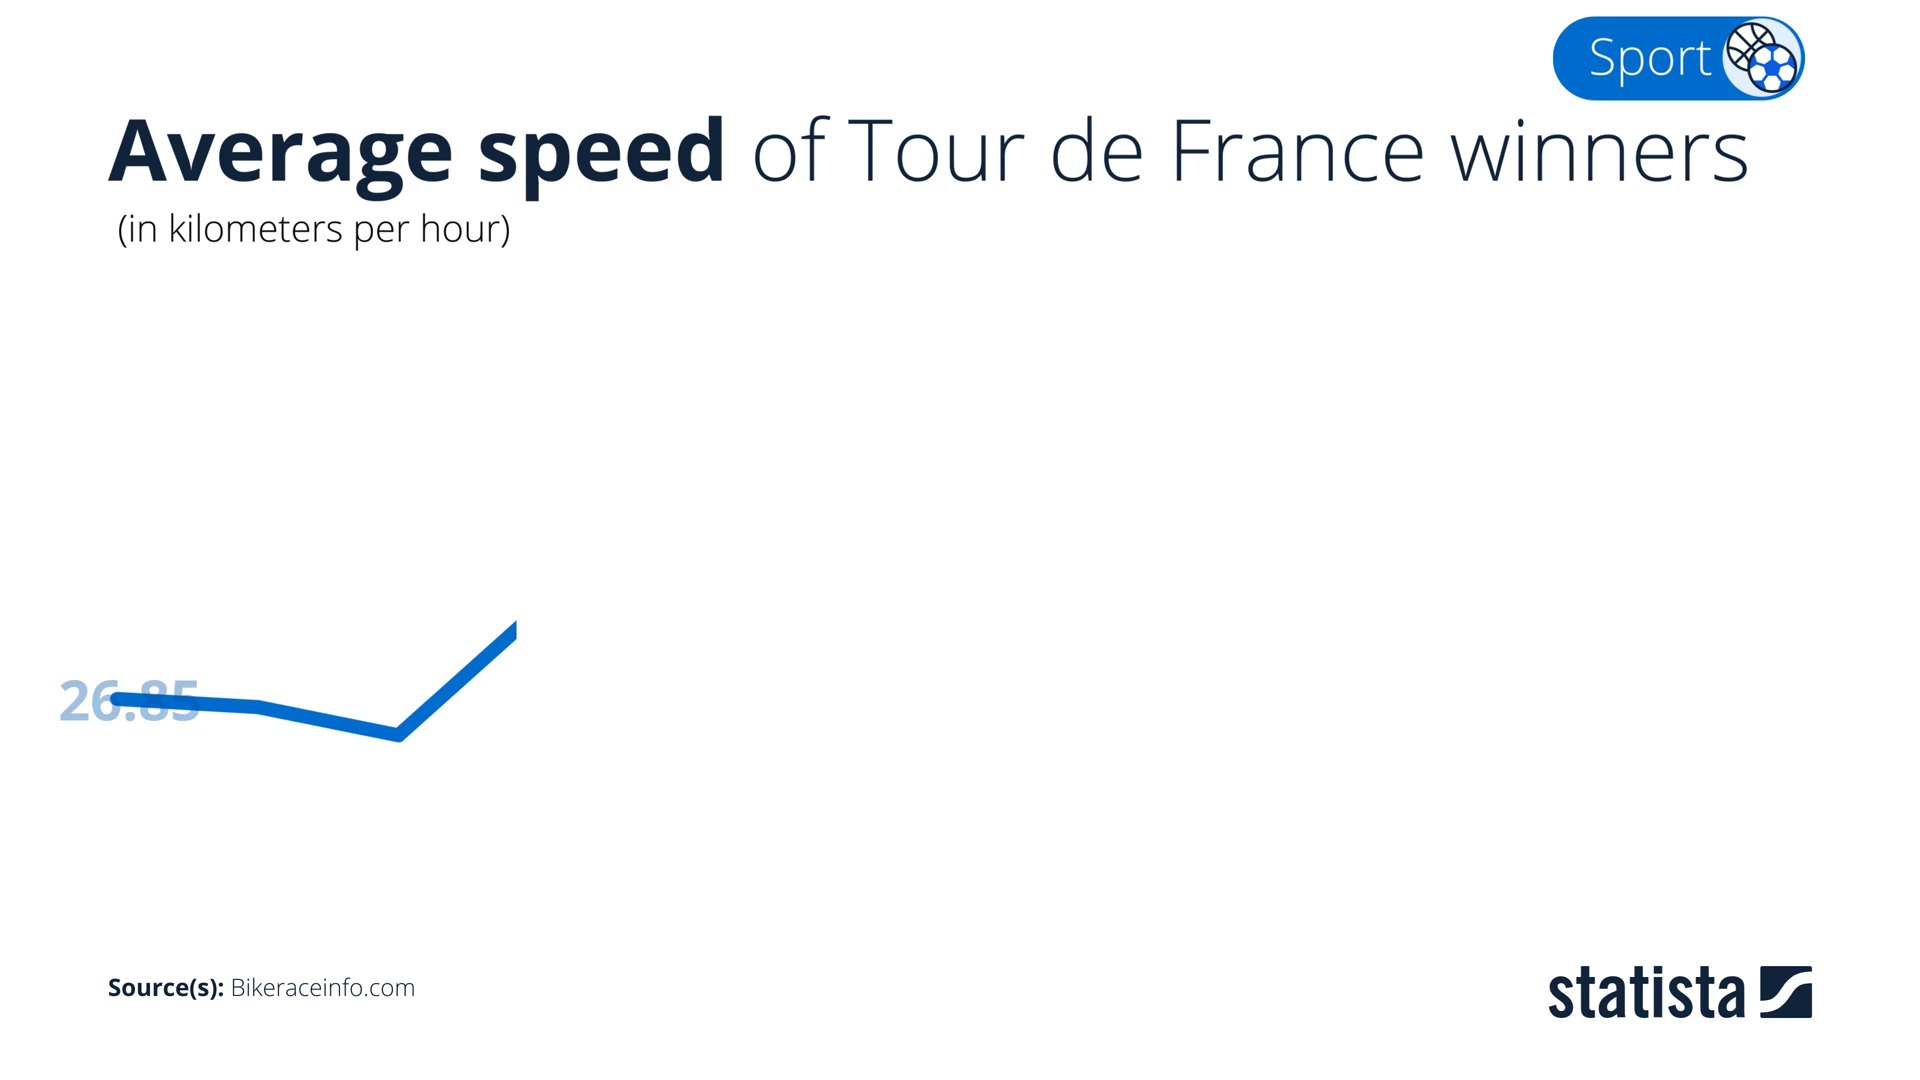 Sport
Average speed of Tour de France winners
(in kilometers per hour)
26.85
Source(s): Bikeraceinfo.com
statista